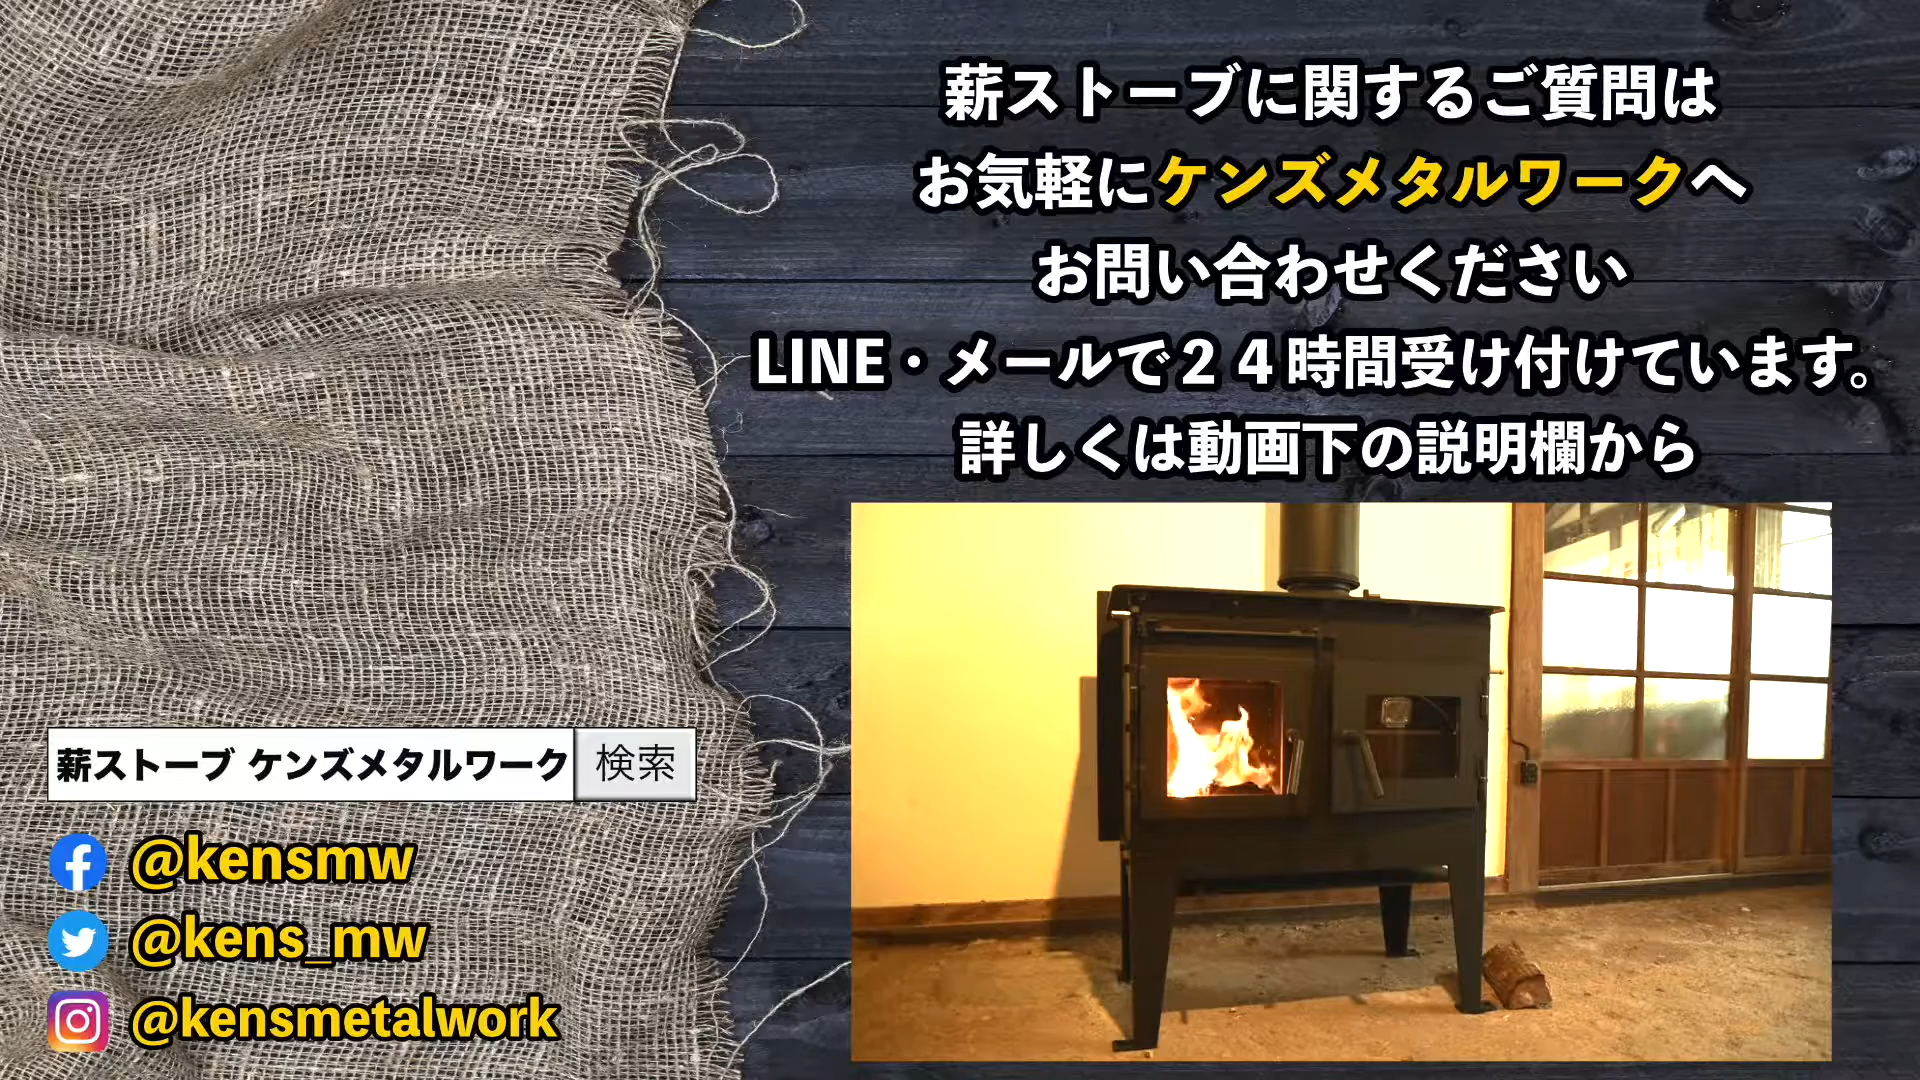 薪ストーブに関するご質問は
お気軽にケンズメタルワークへ
お問い合わせください
LINE・メールで２４時間受け付けています。
詳しくは動画下の説明欄から
薪ストーブ ケンズメタルワーク 検索
@kensmw
@kens_mw
@kensmetalwork